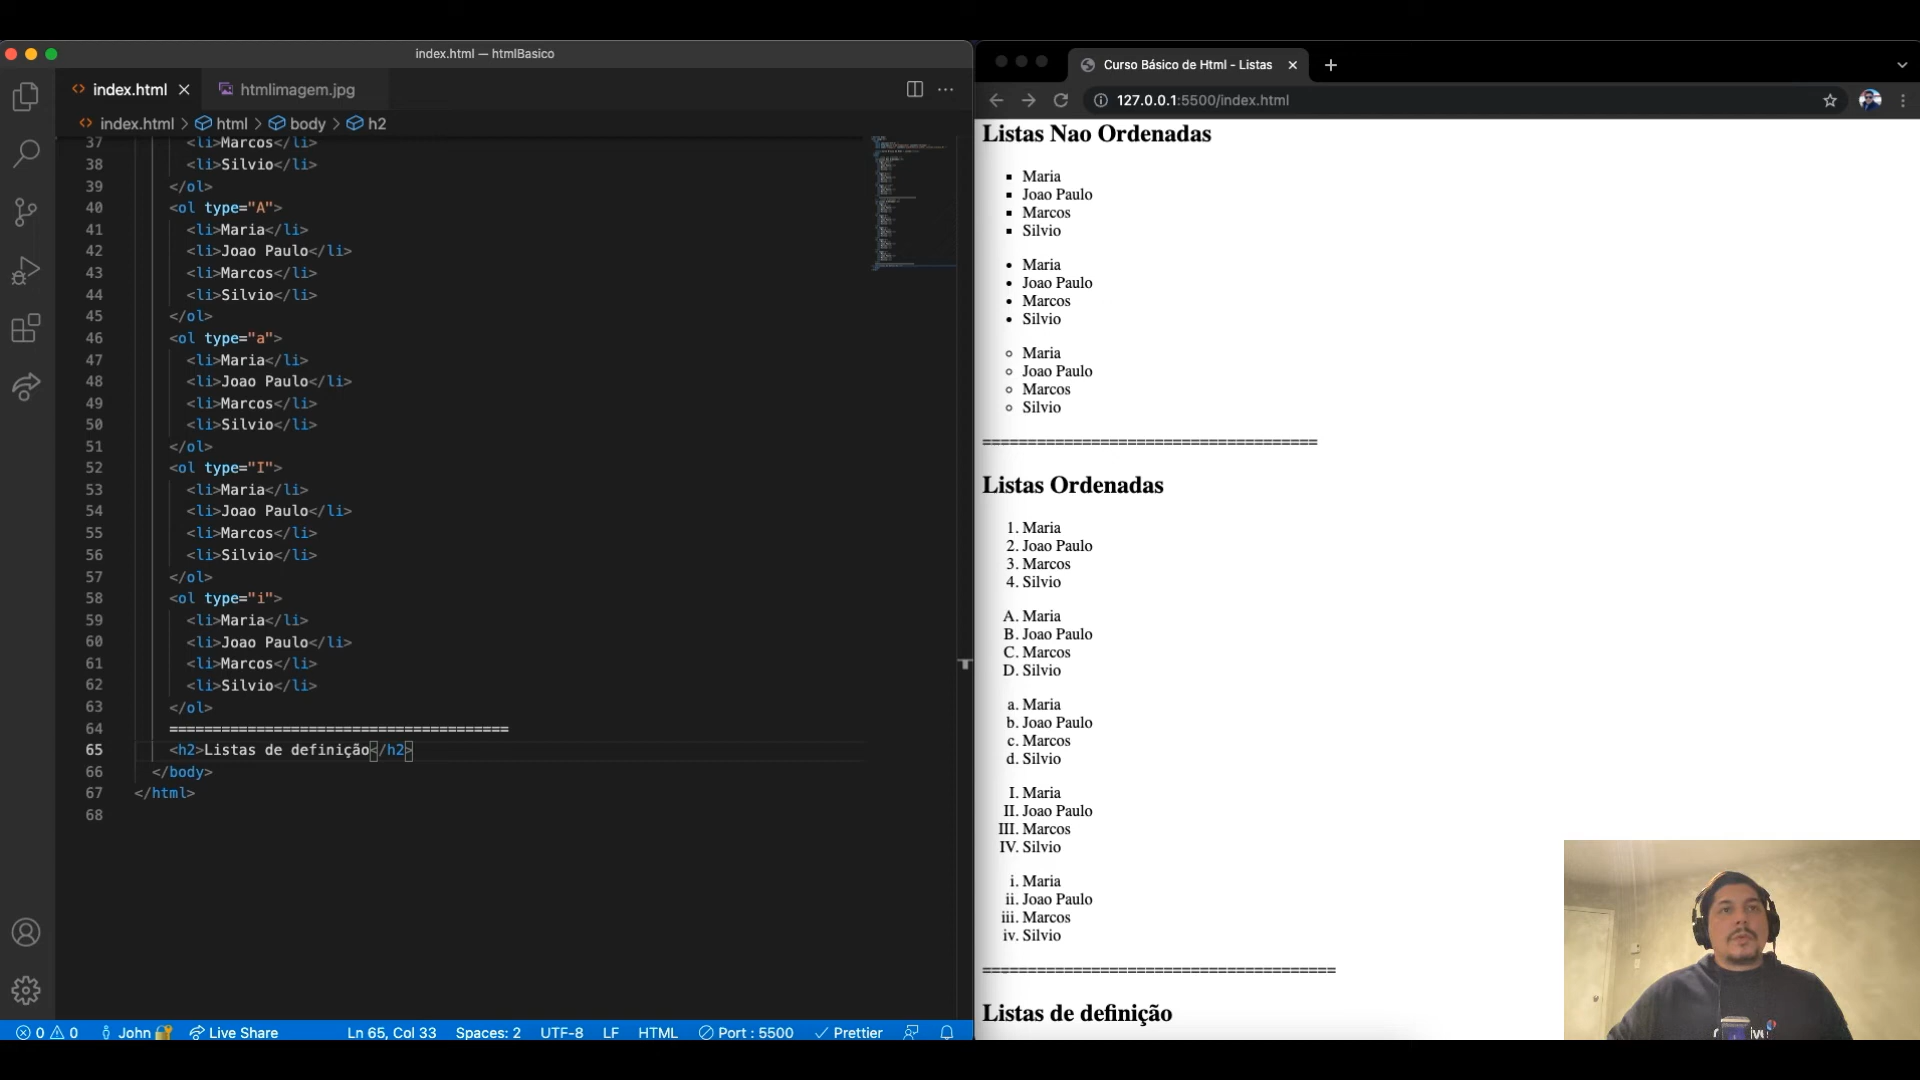 index.html — htmlBasico
index.html
htmlimagem.jpg
index.html > html > body > h2
37 <li>Marcos</li>
38 <li>Silvio</li>
39 </ol>
40 <ol type="A">
41 <li>Maria</li>
42 <li>Joao Paulo</li>
43 <li>Marcos</li>
44 <li>Silvio</li>
45 </ol>
46 <ol type="a">
47 <li>Maria</li>
48 <li>Joao Paulo</li>
49 <li>Marcos</li>
50 <li>Silvio</li>
51 </ol>
52 <ol type="I">
53 <li>Maria</li>
54 <li>Joao Paulo</li>
55 <li>Marcos</li>
56 <li>Silvio</li>
57 </ol>
58 <ol type="i">
59 <li>Maria</li>
60 <li>Joao Paulo</li>
61 <li>Marcos</li>
62 <li>Silvio</li>
63 </ol>
64 =======================================
65 <h2>Listas de definição</h2>
66 </body>
67 </html>
68
0 0 John Live Share Ln 65, Col 33 Spaces: 2 UTF-8 LF HTML Port : 5500 Prettier
Curso Básico de Html - Listas
127.0.0.1:5500/index.html
Listas Nao Ordenadas
Maria
Joao Paulo
Marcos
Silvio
Maria
Joao Paulo
Marcos
Silvio
Maria
Joao Paulo
Marcos
Silvio
=====================================
Listas Ordenadas
1. Maria
2. Joao Paulo
3. Marcos
4. Silvio
A. Maria
B. Joao Paulo
C. Marcos
D. Silvio
a. Maria
b. Joao Paulo
c. Marcos
d. Silvio
I. Maria
II. Joao Paulo
III. Marcos
IV. Silvio
i. Maria
ii. Joao Paulo
iii. Marcos
iv. Silvio
=======================================
Listas de definição